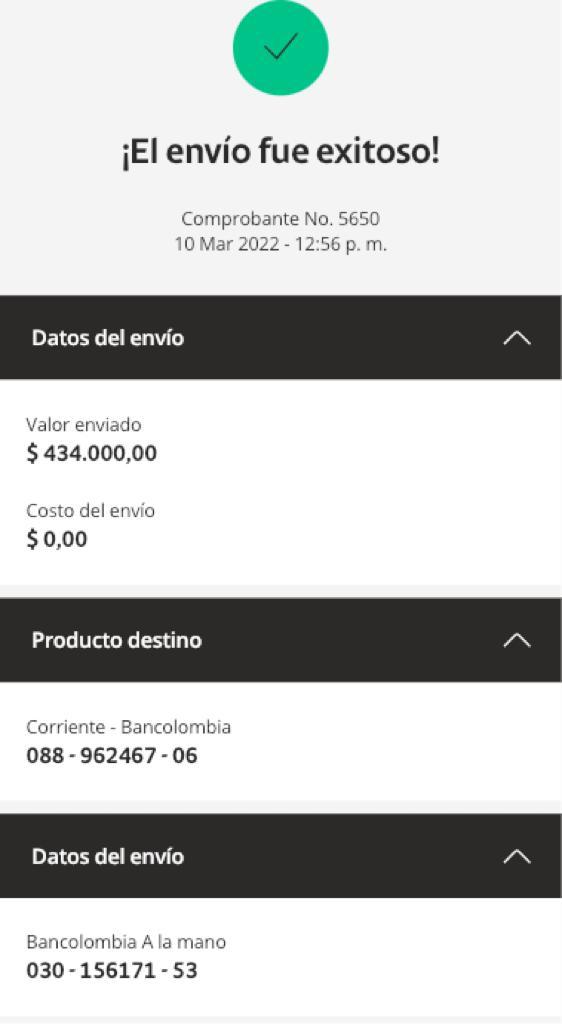 ¡El envío fue exitoso!
Comprobante No. 5650
10 Mar 2022 - 12:56 p. m.
Datos del envío
Valor enviado
$ 434.000,00
Costo del envío
$ 0,00
Producto destino
Corriente - Bancolombia
088 - 962467 - 06
Datos del envío
Bancolombia A la mano
030 - 156171 - 53